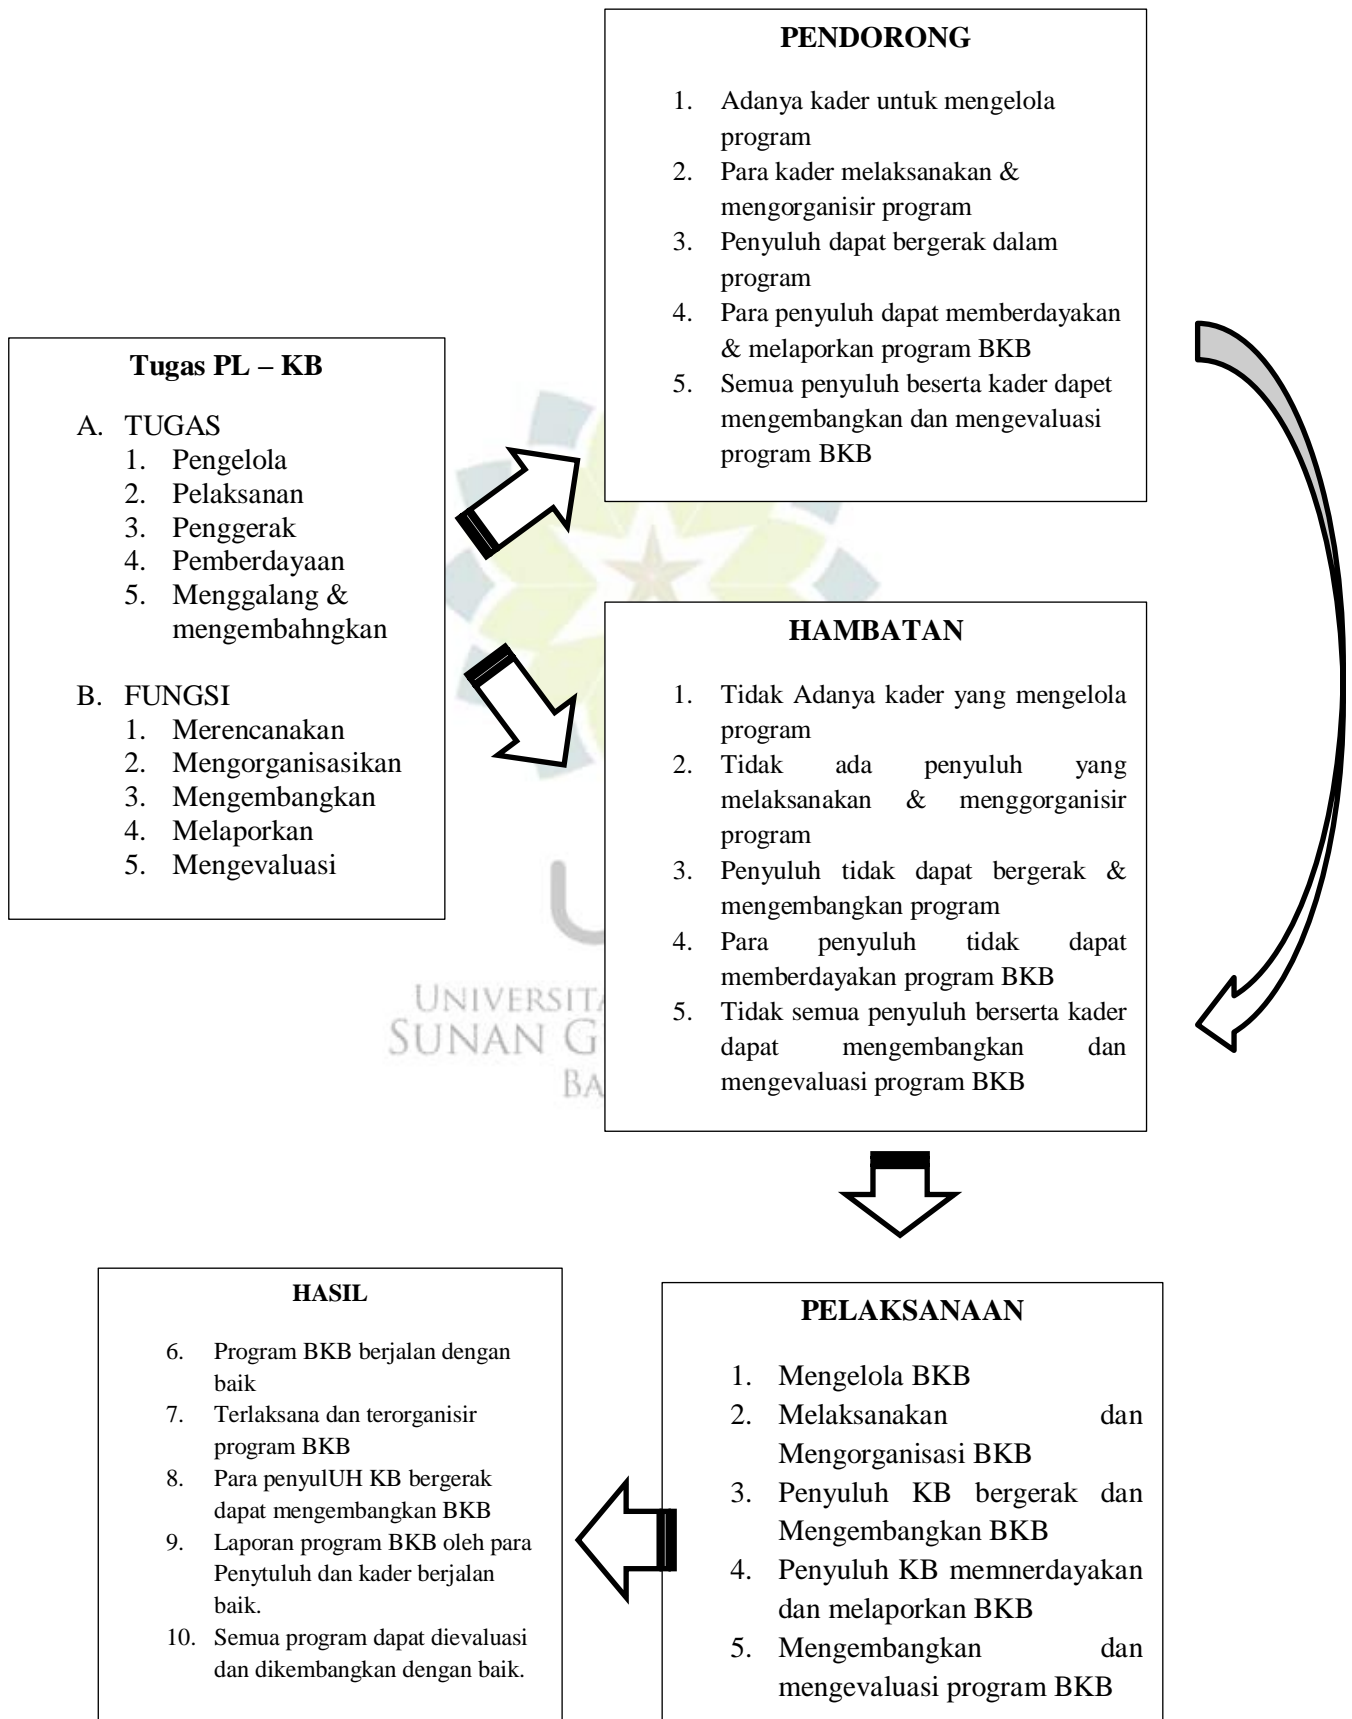 PENDORONG
1. Adanya kader untuk mengelola
program
2. Para kader melaksanakan &
mengorganisir program
3. Penyuluh dapat bergerak dalam
program
4. Para penyuluh dapat memberdayakan
& melaporkan program BKB
5. Semua penyuluh beserta kader dapet
mengembangkan dan mengevaluasi
program BKB
Tugas PL – KB
A. TUGAS
1. Pengelola
2. Pelaksanan
3. Penggerak
4. Pemberdayaan
5. Menggalang &
mengembahngkan
B. FUNGSI
1. Merencanakan
2. Mengorganisasikan
3. Mengembangkan
4. Melaporkan
5. Mengevaluasi
HAMBATAN
1. Tidak Adanya kader yang mengelola
program
2. Tidak ada penyuluh yang
melaksanakan & menggorganisir
program
3. Penyuluh tidak dapat bergerak &
mengembangkan program
4. Para penyuluh tidak dapat
memberdayakan program BKB
5. Tidak semua penyuluh berserta kader
dapat mengembangkan dan
mengevaluasi program BKB
SUNAN
HASIL
6. Program BKB berjalan dengan
baik
7. Terlaksana dan terorganisir
program BKB
8. Para penyulUH KB bergerak
dapat mengembangkan BKB
9. Laporan program BKB oleh para
Penytuluh dan kader berjalan
baik.
10. Semua program dapat dievaluasi
dan dikembangkan dengan baik.
PELAKSANAAN
1. Mengelola BKB
2. Melaksanakan dan
Mengorganisasi BKB
3. Penyuluh KB bergerak dan
Mengembangkan BKB
4. Penyuluh KB memnerdayakan
dan melaporkan BKB
5. Mengembangkan dan
mengevaluasi program BKB